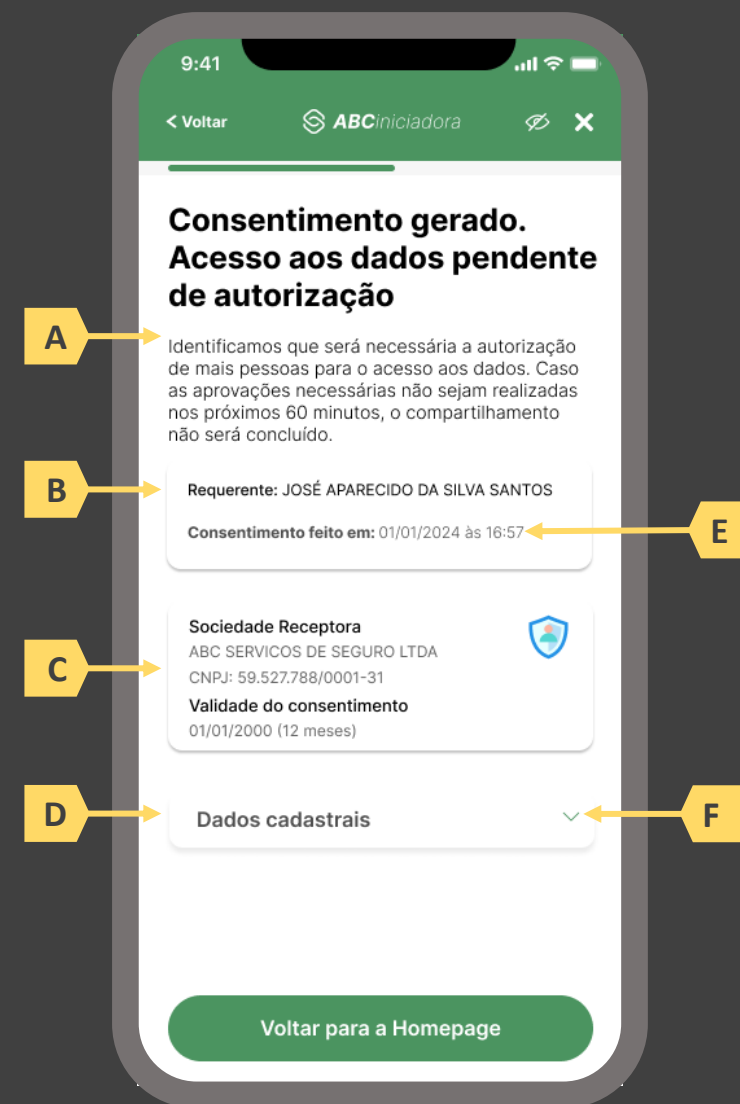 9:41
Voltar
ABCiniciadora
Consentimento gerado.
Acesso aos dados pendente
de autorização
A
Identificamos que será necessária a autorização
de mais pessoas para o acesso aos dados. Caso
as aprovações necessárias não sejam realizadas
nos próximos 60 minutos, o compartilhamento
não será concluído.
B
Requerente: JOSÉ APARECIDO DA SILVA SANTOS
Consentimento feito em: 01/01/2024 às 16:57
E
Sociedade Receptora
ABC SERVICOS DE SEGURO LTDA
C
CNPJ: 59.527.788/0001-31
Validade do consentimento
01/01/2000 (12 meses)
D
Dados cadastrais
F
Voltar para a Homepage